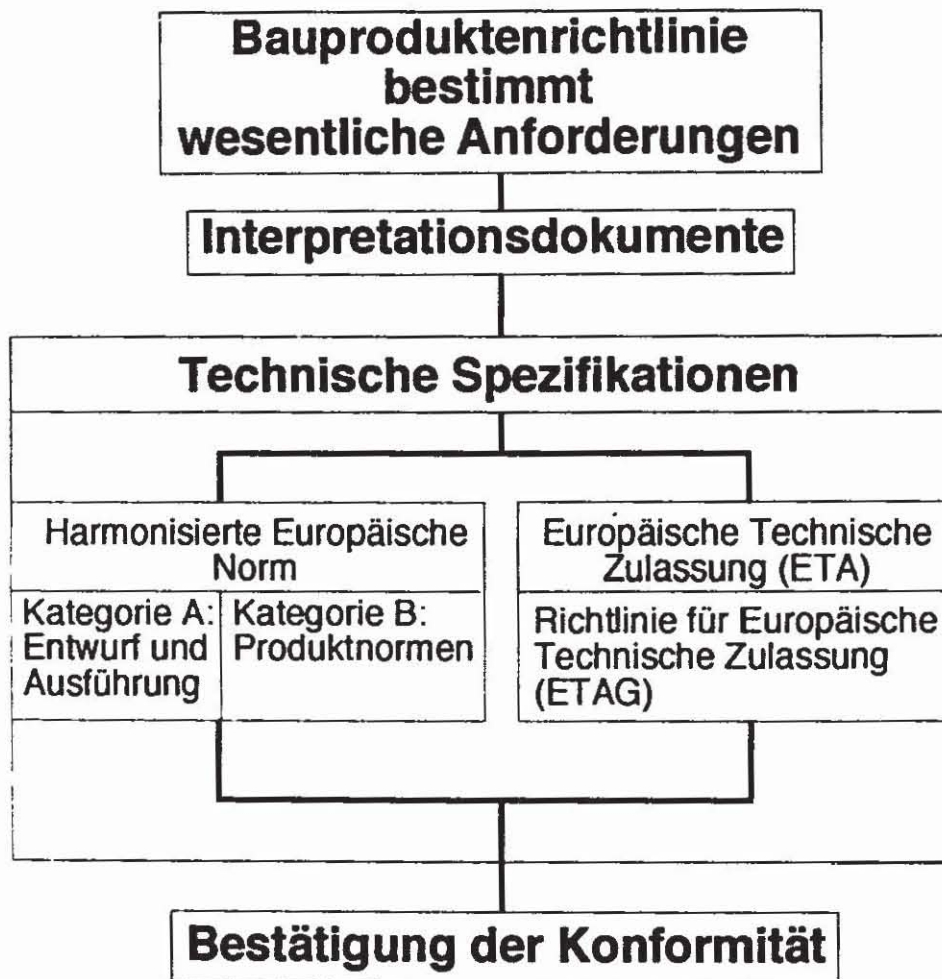 Bauproduktenrichtlinie
bestimmt
wesentliche Anforderungen
Interpretationsdokumente
Technische Spezifikationen
Harmonisierte Europäische
Norm
Kategorie A:
Entwurf und
Ausführung
Kategorie B:
Produktnormen
Europäische Technische
Zulassung (ETA)
Richtlinie für Europäische
Technische Zulassung
(ETAG)
Bestätigung der Konformität